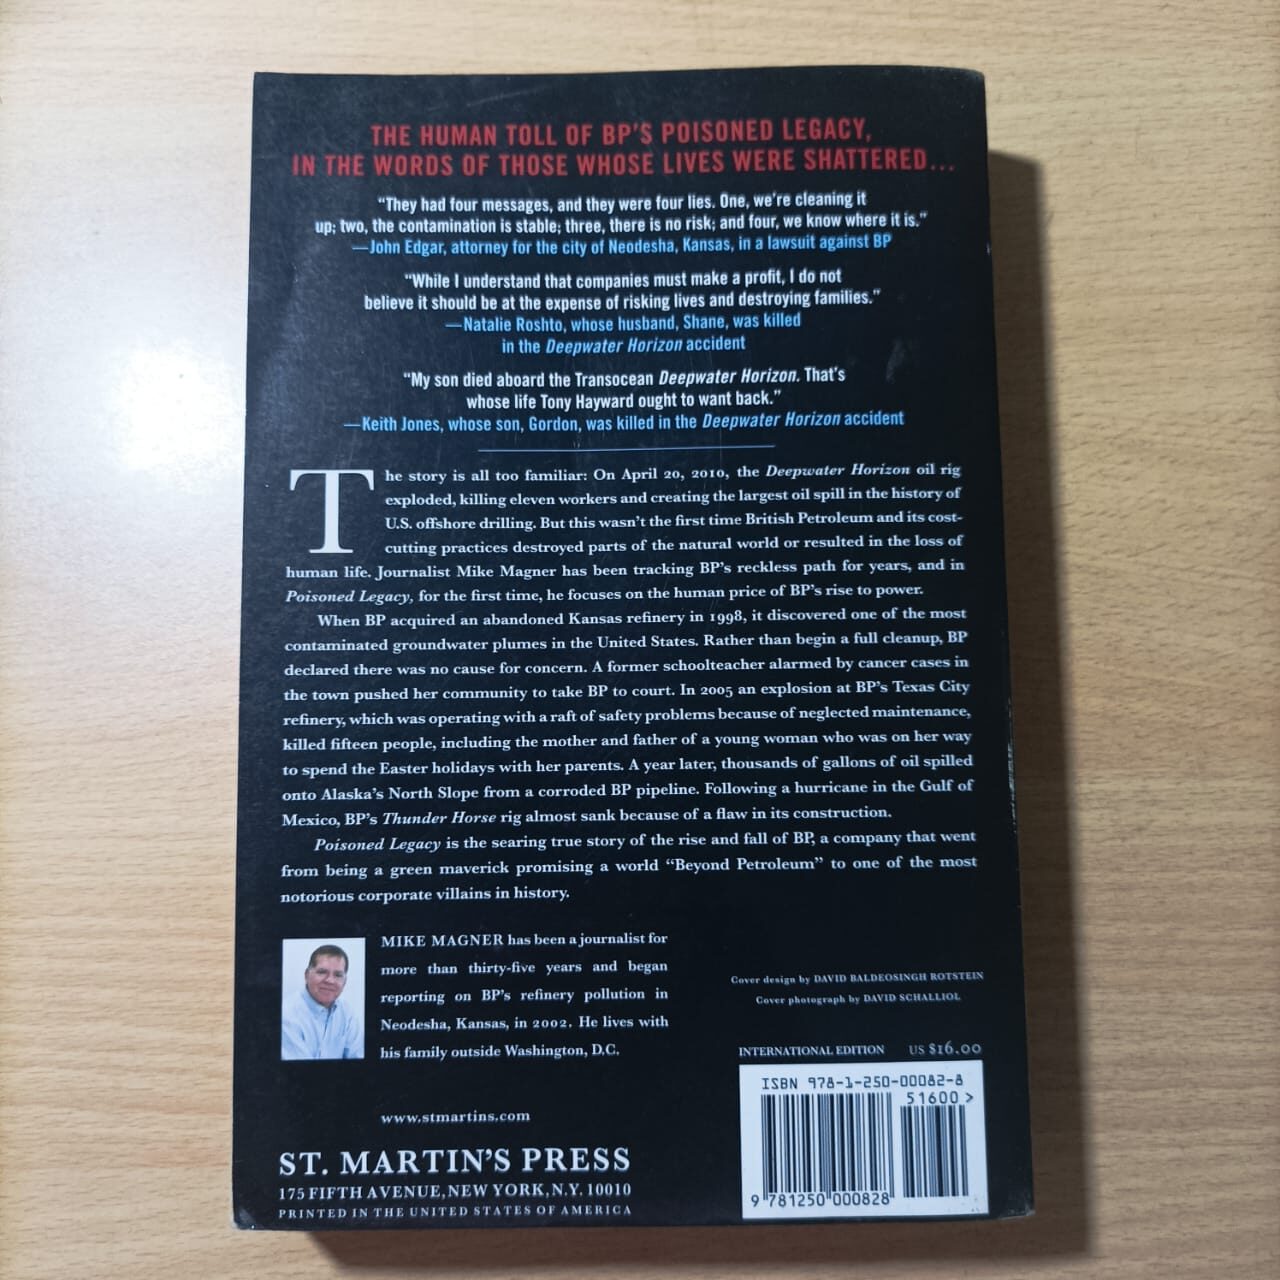 THE HUMAN TOLL OF BP'S POISONED LEGACY,
IN THE WORDS OF THOSE WHOSE LIVES WERE SHATTERED...
“They had four messages, and they were four lies. One, we're cleaning it
up; two, the contamination is stable; three, there is no risk; and four, we know where it is.”
—John Edgar, attorney for the city of Neodesha, Kansas, in a lawsuit against BP
“While I understand that companies must make a profit, I do not
believe it should be at the expense of risking lives and destroying families.”
—Natalie Roshto, whose husband, Shane, was killed
in the Deepwater Horizon accident
“My son died aboard the Transocean Deepwater Horizon. That's
whose life Tony Hayward ought to want back.”
—Keith Jones, whose son, Gordon, was killed in the Deepwater Horizon accident
The story is all too familiar: On April 20, 2010, the Deepwater Horizon oil rig
exploded, killing eleven workers and creating the largest oil spill in the history of
U.S. offshore drilling. But this wasn't the first time British Petroleum and its cost-
cutting practices destroyed parts of the natural world or resulted in the loss of
human life. Journalist Mike Magner has been tracking BP's reckless path for years, and in
Poisoned Legacy, for the first time, he focuses on the human price of BP's rise to power.
When BP acquired an abandoned Kansas refinery in 1998, it discovered one of the most
contaminated groundwater plumes in the United States. Rather than begin a full cleanup, BP
declared there was no cause for concern. A former schoolteacher alarmed by cancer cases in
the town pushed her community to take BP to court. In 2005 an explosion at BP's Texas City
refinery, which was operating with a raft of safety problems because of neglected maintenance,
killed fifteen people, including the mother and father of a young woman who was on her way
to spend the Easter holidays with her parents. A year later, thousands of gallons of oil spilled
onto Alaska's North Slope from a corroded BP pipeline. Following a hurricane in the Gulf of
Mexico, BP's Thunder Horse rig almost sank because of a flaw in its construction.
Poisoned Legacy is the searing true story of the rise and fall of BP, a company that went
from being a green maverick promising a world “Beyond Petroleum” to one of the most
notorious corporate villains in history.
MIKE MAGNER has been a journalist for
more than thirty-five years and began
reporting on BP's refinery pollution in
Neodesha, Kansas, in 2002. He lives with
his family outside Washington, D.C.
Cover design by DAVID BALDEOSINGH ROTSTEIN
Cover photograph by DAVID SCHALLIOL
INTERNATIONAL EDITION US $16.00
ISBN 978-1-250-00082-8
51600 >
9 781250 000828
www.stmartins.com
ST. MARTIN'S PRESS
175 FIFTH AVENUE, NEW YORK, N.Y. 10010
PRINTED IN THE UNITED STATES OF AMERICA